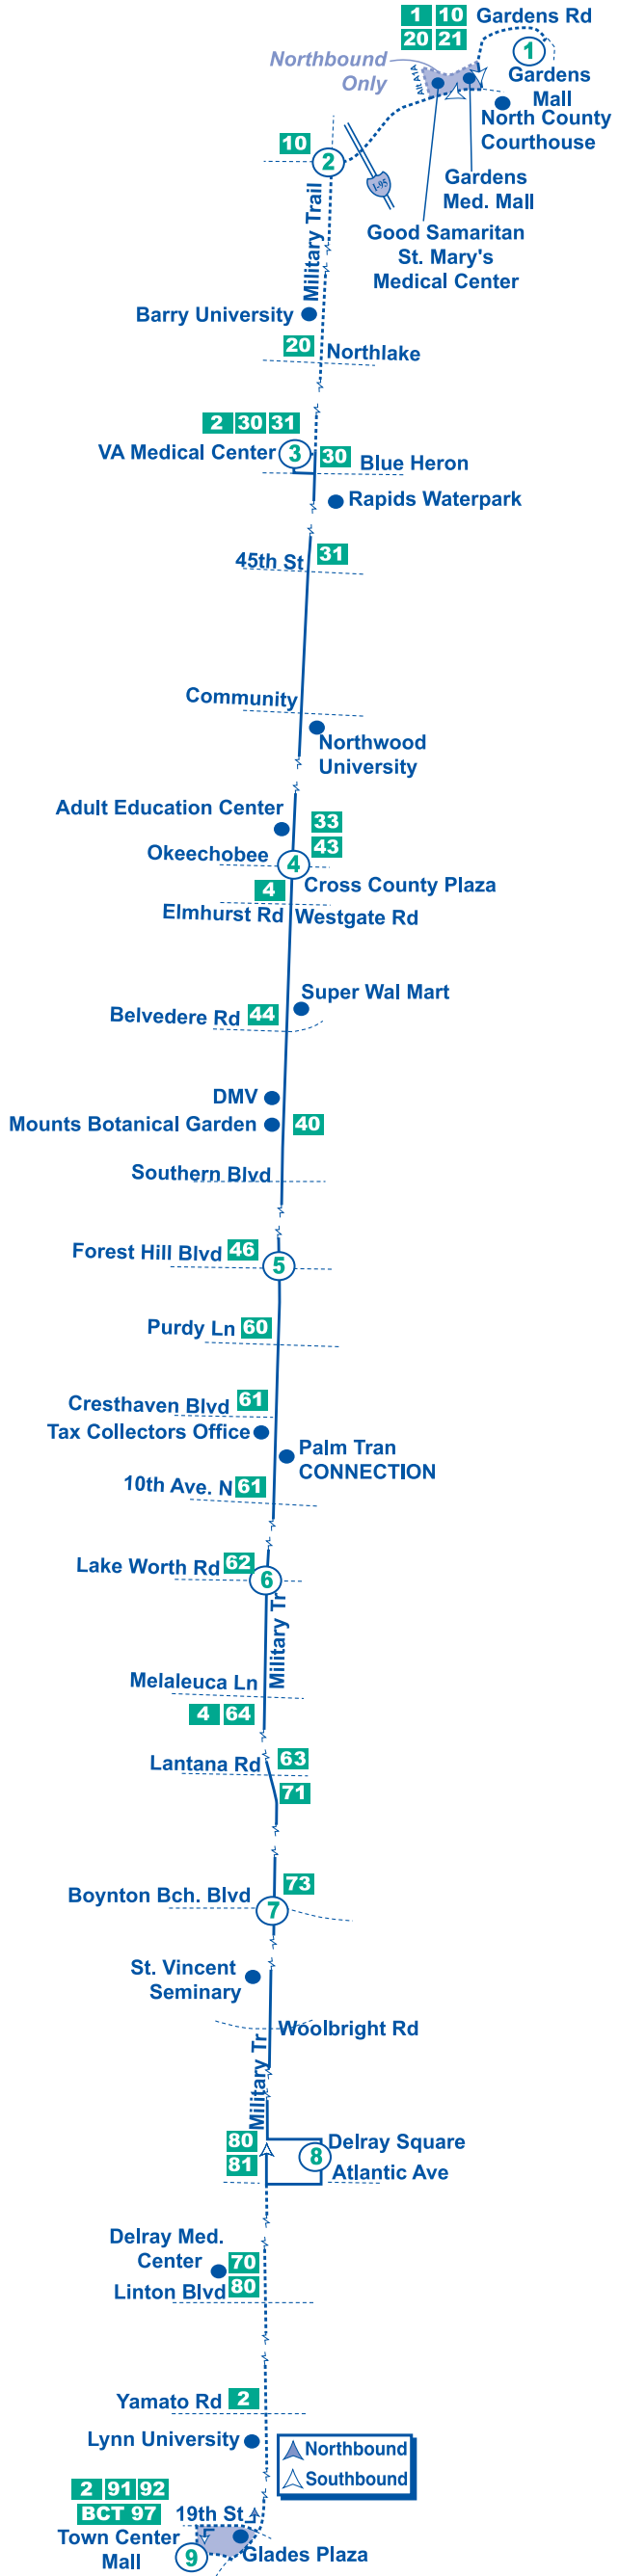 1 10 Gardens Rd
20 21
1
Northbound
Only
Alt A1A
Gardens
Mall
North County
Courthouse
10
2
I-95
Gardens
Med. Mall
Military Trail
Good Samaritan
St. Mary's
Medical Center
Barry University
20 Northlake
2 30 31
VA Medical Center 3 30 Blue Heron
Rapids Waterpark
45th St 31
Community
Northwood
University
Adult Education Center 33
43
Okeechobee 4
4 Cross County Plaza
Elmhurst Rd Westgate Rd
Super Wal Mart
Belvedere Rd 44
DMV
Mounts Botanical Garden 40
Southern Blvd
Forest Hill Blvd 46
5
Purdy Ln 60
Cresthaven Blvd 61
Tax Collectors Office
Palm Tran
CONNECTION
10th Ave. N 61
Lake Worth Rd 62
6
Military Tr
Melaleuca Ln
4 64
Lantana Rd 63
71
73
Boynton Bch. Blvd
7
St. Vincent
Seminary
Woolbright Rd
Military Tr
80 Delray Square
81 8
Atlantic Ave
Delray Med.
Center 70
Linton Blvd 80
Yamato Rd 2
Lynn University
Northbound
Southbound
2 91 92
BCT 97 19th St
Town Center
Mall 9 Glades Plaza